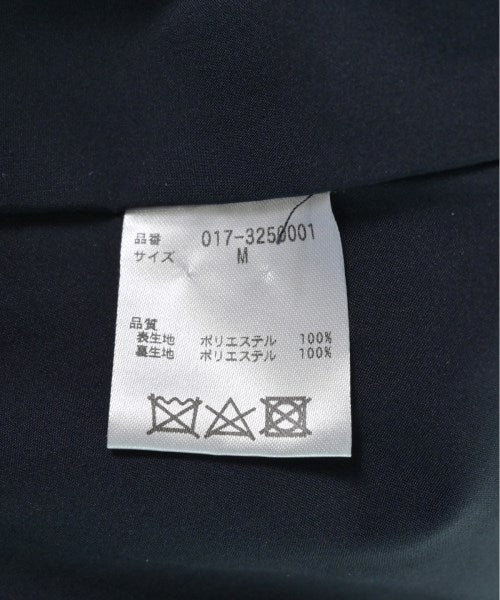 品番 017-3250001
サイズ M
品質
表生地 ポリエステル 100%
裏生地 ポリエステル 100%